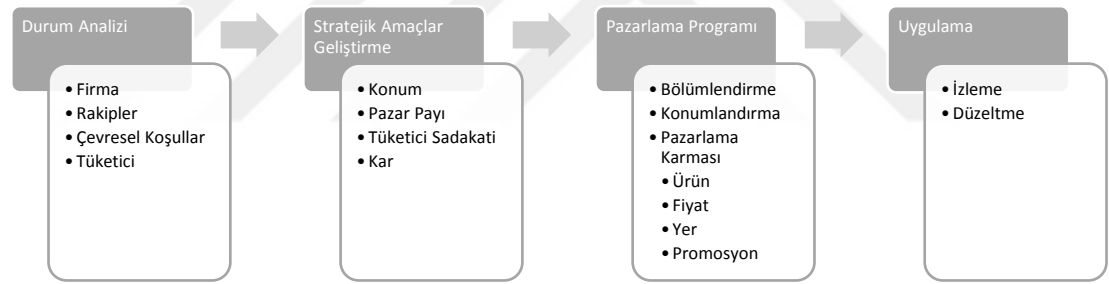 Durum Analizi
• Firma
• Rakipler
• Çevresel Koşullar
• Tüketici
Stratejik Amaçlar
Geliştirme
• Konum
• Pazar Payı
• Tüketici Sadakati
• Kar
Pazarlama Programı
• Bölümlendirme
• Konumlandırma
• Pazarlama
Karması
• Ürün
• Fiyat
• Yer
• Promosyon
Uygulama
• İzleme
• Düzeltme